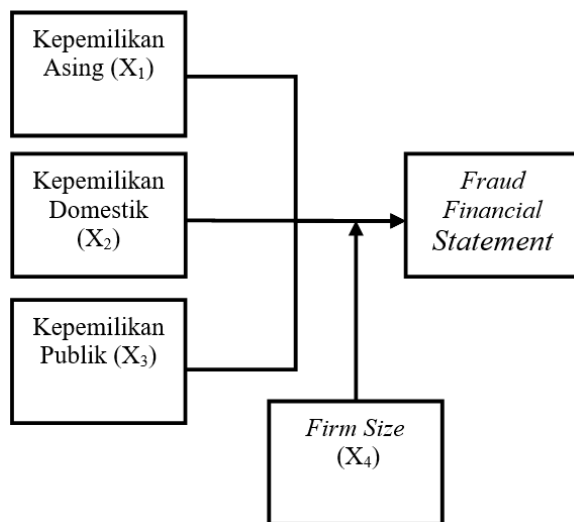 Kepemilikan
Asing (X₁)
Kepemilikan
Domestik
(X₂)
Kepemilikan
Publik (X₃)
Fraud
Financial
Statement
Firm Size
(X₄)